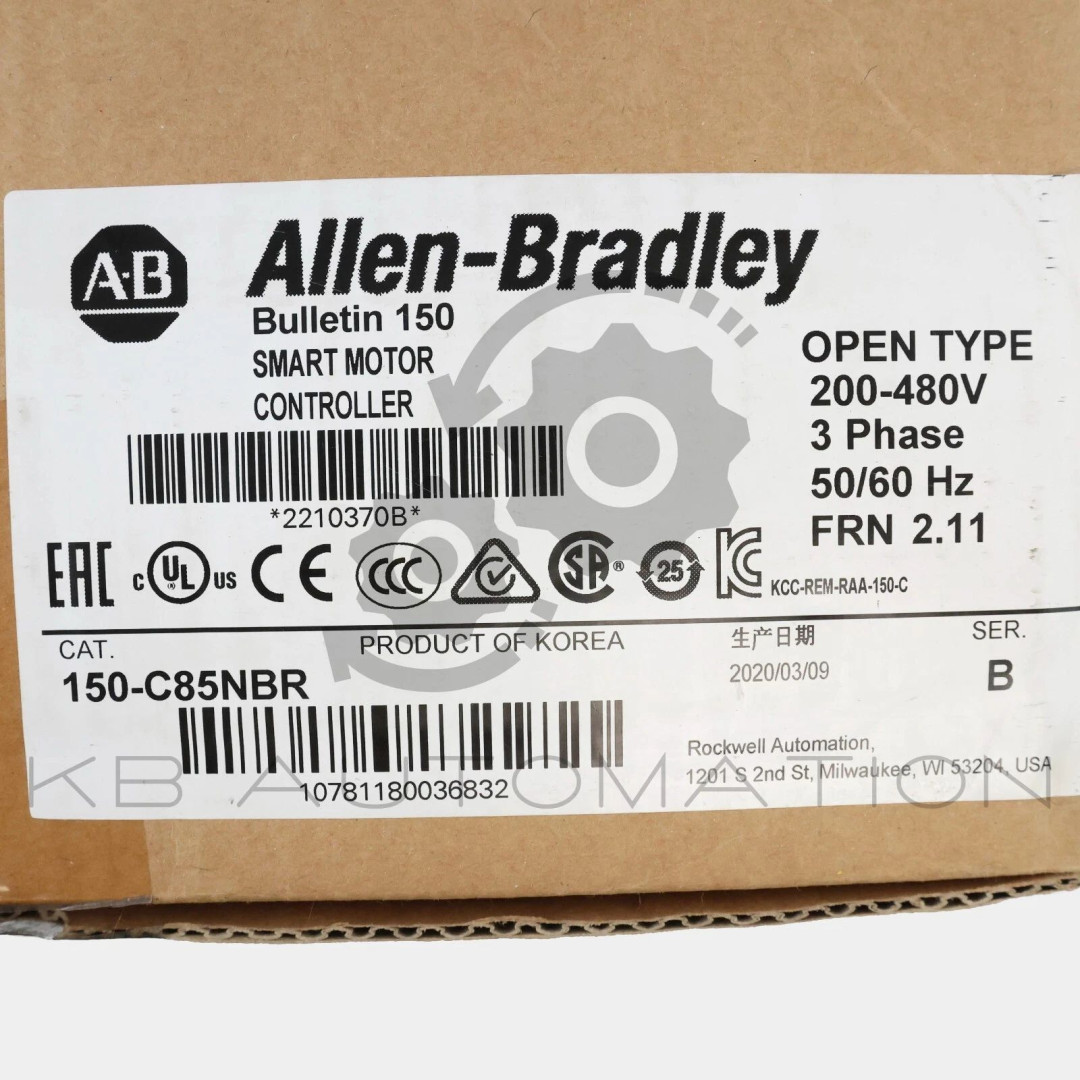 A-B
Allen-Bradley
Bulletin 150
SMART MOTOR
CONTROLLER
*2210370B*
OPEN TYPE
200-480V
3 Phase
50/60 Hz
FRN 2.11
EAC
C UL US CE CCC SA ® 25 KC KCC-REM-RAA-150-C
CAT.
150-C85NBR
PRODUCT OF KOREA
生产日期
2020/03/09
SER.
B
10781180036832
Rockwell Automation,
1201 S 2nd St, Milwaukee, WI 53204, USA
KB AUTOMATION